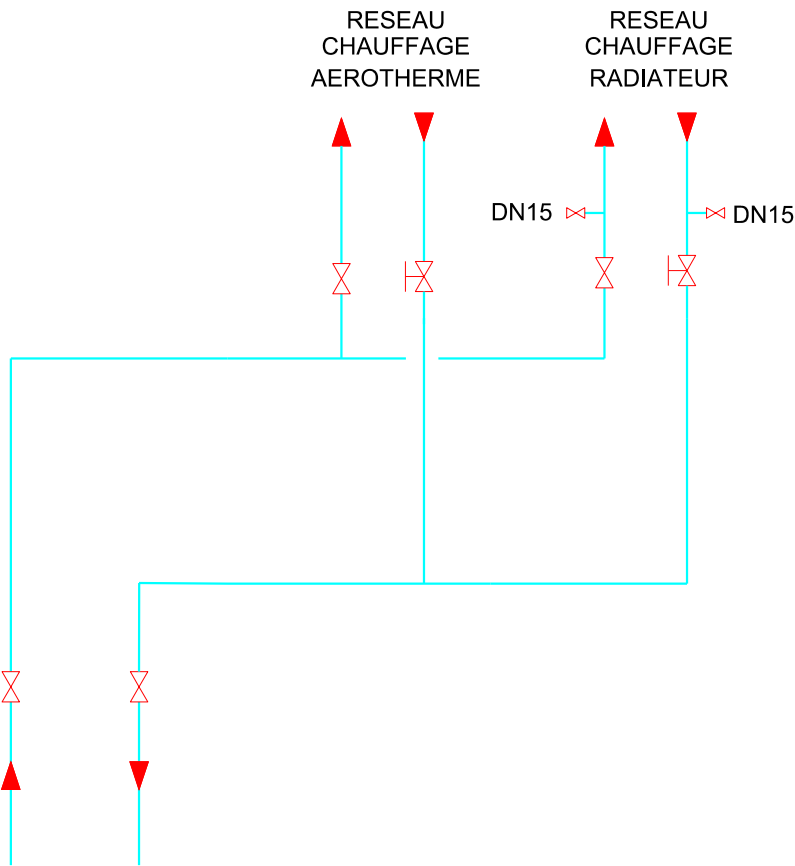 RESEAU
CHAUFFAGE
AEROTHERME
RESEAU
CHAUFFAGE
RADIATEUR
DN15
DN15